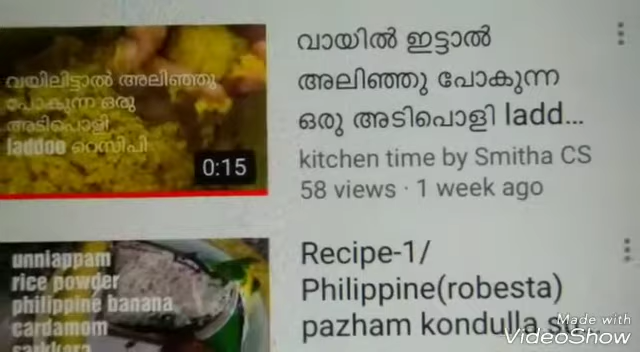 വായിൽ ഇട്ടാൽ
അലിഞ്ഞു പോകുന്ന
ഒരു അടിപൊളി ladd...
kitchen time by Smitha CS
58 views · 1 week ago
വയിലിട്ടാൽ അലിഞ്ഞു
പോകുന്ന ഒരു
അടിപൊളി
laddoo റെസിപി
0:15
Recipe-1/
Philippine(robesta)
pazham kondulla
unniappam
rice powder
philippine banana
cardamom
sarkkara
Made with
VideoShow